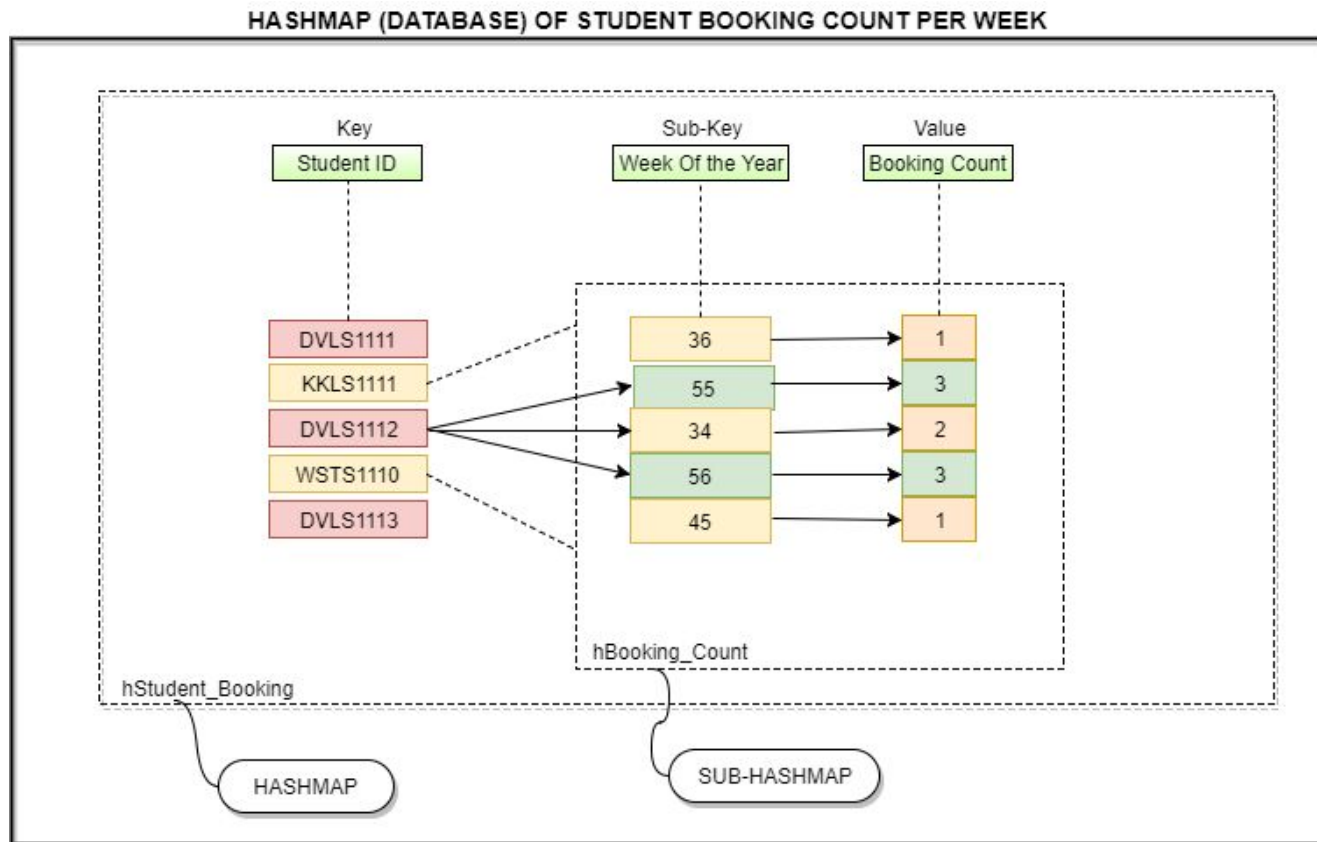 HASHMAP (DATABASE) OF STUDENT BOOKING COUNT PER WEEK
Key
Sub-Key
Value
Student ID
Week Of the Year
Booking Count
DVLS1111
36
1
KKLS1111
55
3
DVLS1112
34
2
WSTS1110
56
3
DVLS1113
45
1
hBooking_Count
hStudent_Booking
HASHMAP
SUB-HASHMAP